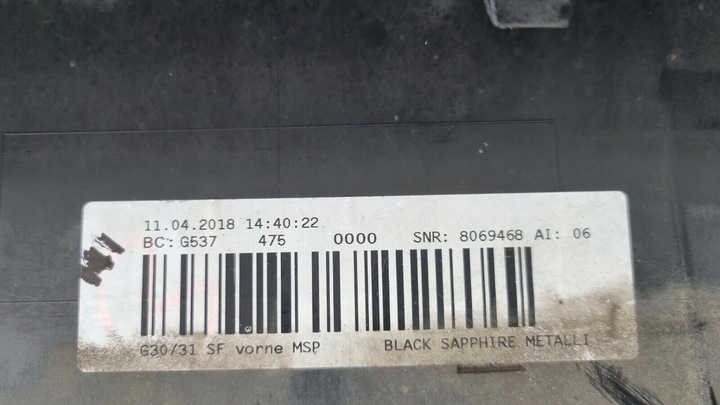 11.04.2018 14:40:22
BC: G537 475 0000 SNR: 8069468 AI: 06
G30/31 SF vorne MSP BLACK SAPPHIRE METALLI